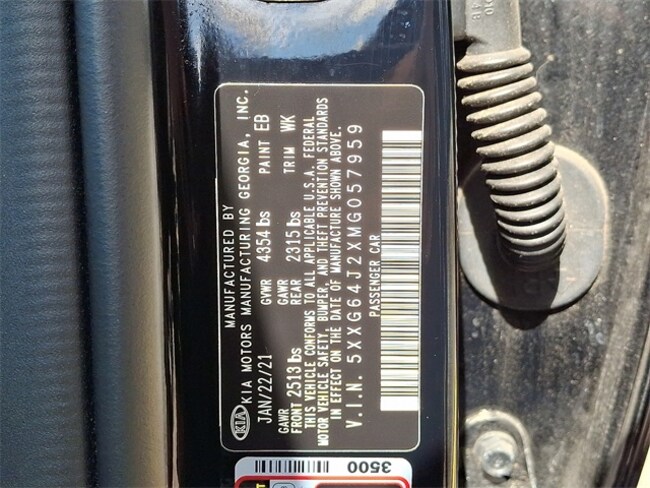 MANUFACTURED BY
KIA KIA MOTORS MANUFACTURING GEORGIA, INC.
JAN/22/21 GVWR 4354 lbs PAINT EB
GAWR FRONT 2513 lbs GAWR REAR 2315 lbs TRIM WK
THIS VEHICLE CONFORMS TO ALL APPLICABLE U.S.A. FEDERAL
MOTOR VEHICLE SAFETY, BUMPER, AND THEFT PREVENTION STANDARDS
IN EFFECT ON THE DATE OF MANUFACTURE SHOWN ABOVE.
V.I.N. 5XXG64J2XMG057959
PASSENGER CAR
3500